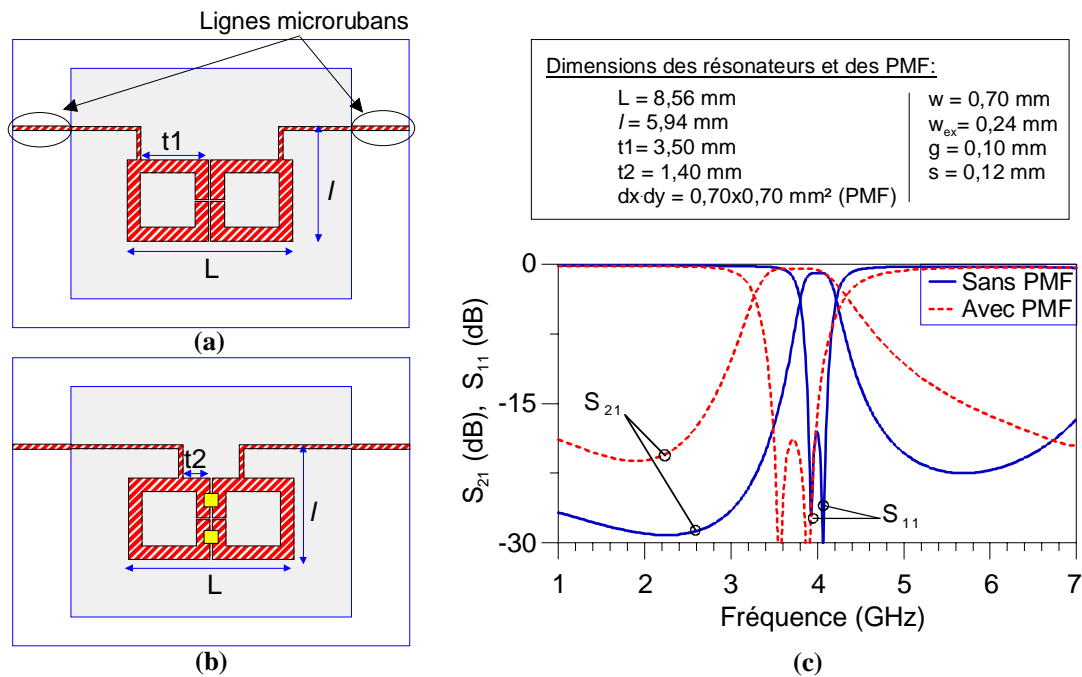 Lignes microrubans
t1
l
L
(a)
t2
l
L
(b)
Dimensions des résonateurs et des PMF:
L = 8,56 mm
l = 5,94 mm
t1= 3,50 mm
t2 = 1,40 mm
dx·dy = 0,70x0,70 mm² (PMF)
w = 0,70 mm
wex= 0,24 mm
g = 0,10 mm
s = 0,12 mm
S21 (dB), S11 (dB)
0
-15
-30
Sans PMF
Avec PMF
S21
S11
1 2 3 4 5 6 7
Fréquence (GHz)
(c)